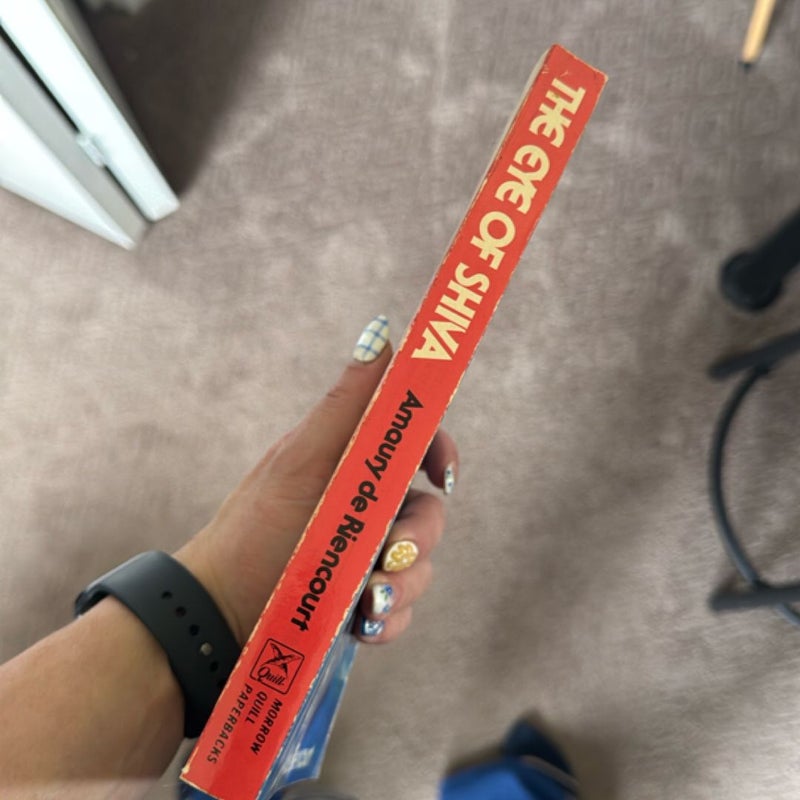 THE EYE OF SHIVA
Amaury de Riencourt
Quill
MORROW
QUILL
PAPERBACKS